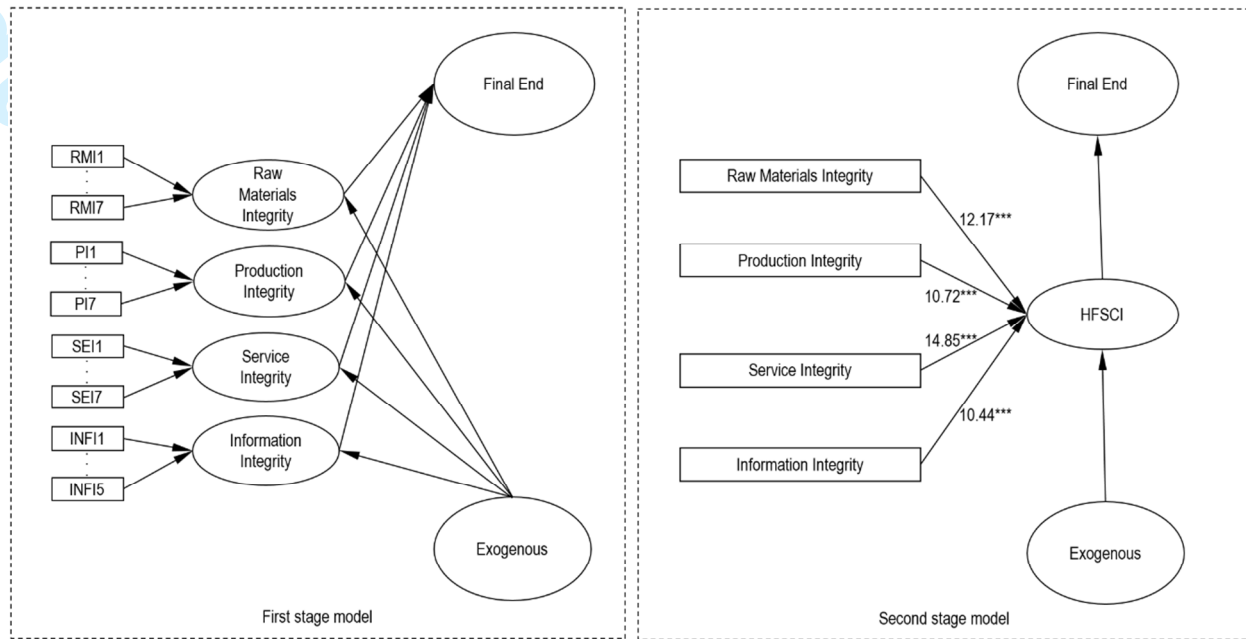 Final End
RMI1
RMI7
Raw
Materials
Integrity
PI1
PI7
Production
Integrity
SEI1
SEI7
Service
Integrity
INFI1
INFI5
Information
Integrity
Exogenous
First stage model
Final End
Raw Materials Integrity
12.17***
Production Integrity
10.72***
HFSCI
14.85***
Service Integrity
10.44***
Information Integrity
Exogenous
Second stage model